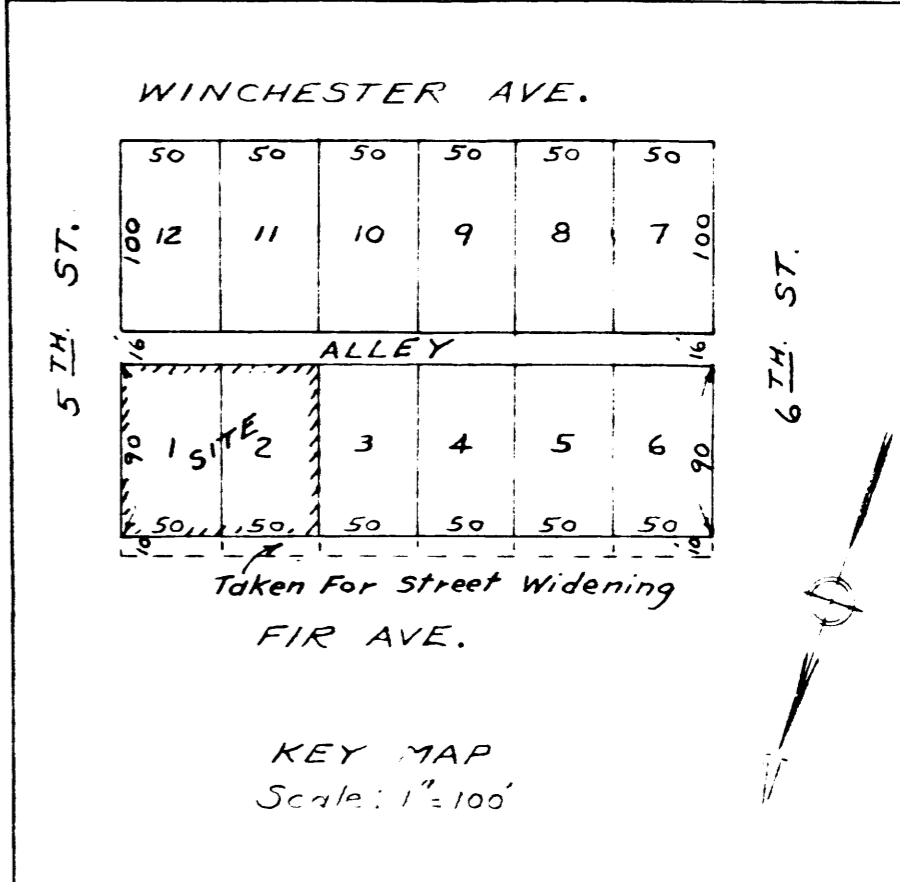 WINCHESTER AVE.
50 50 50 50 50 50
100 12 11 10 9 8 7 100
5TH. ST.
6TH. ST.
16' ALLEY 16'
90 1 SITE 2 3 4 5 6 90
50 50 50 50 50 50
10 10
Taken For Street Widening
FIR AVE.
KEY MAP
Scale: 1"=100'